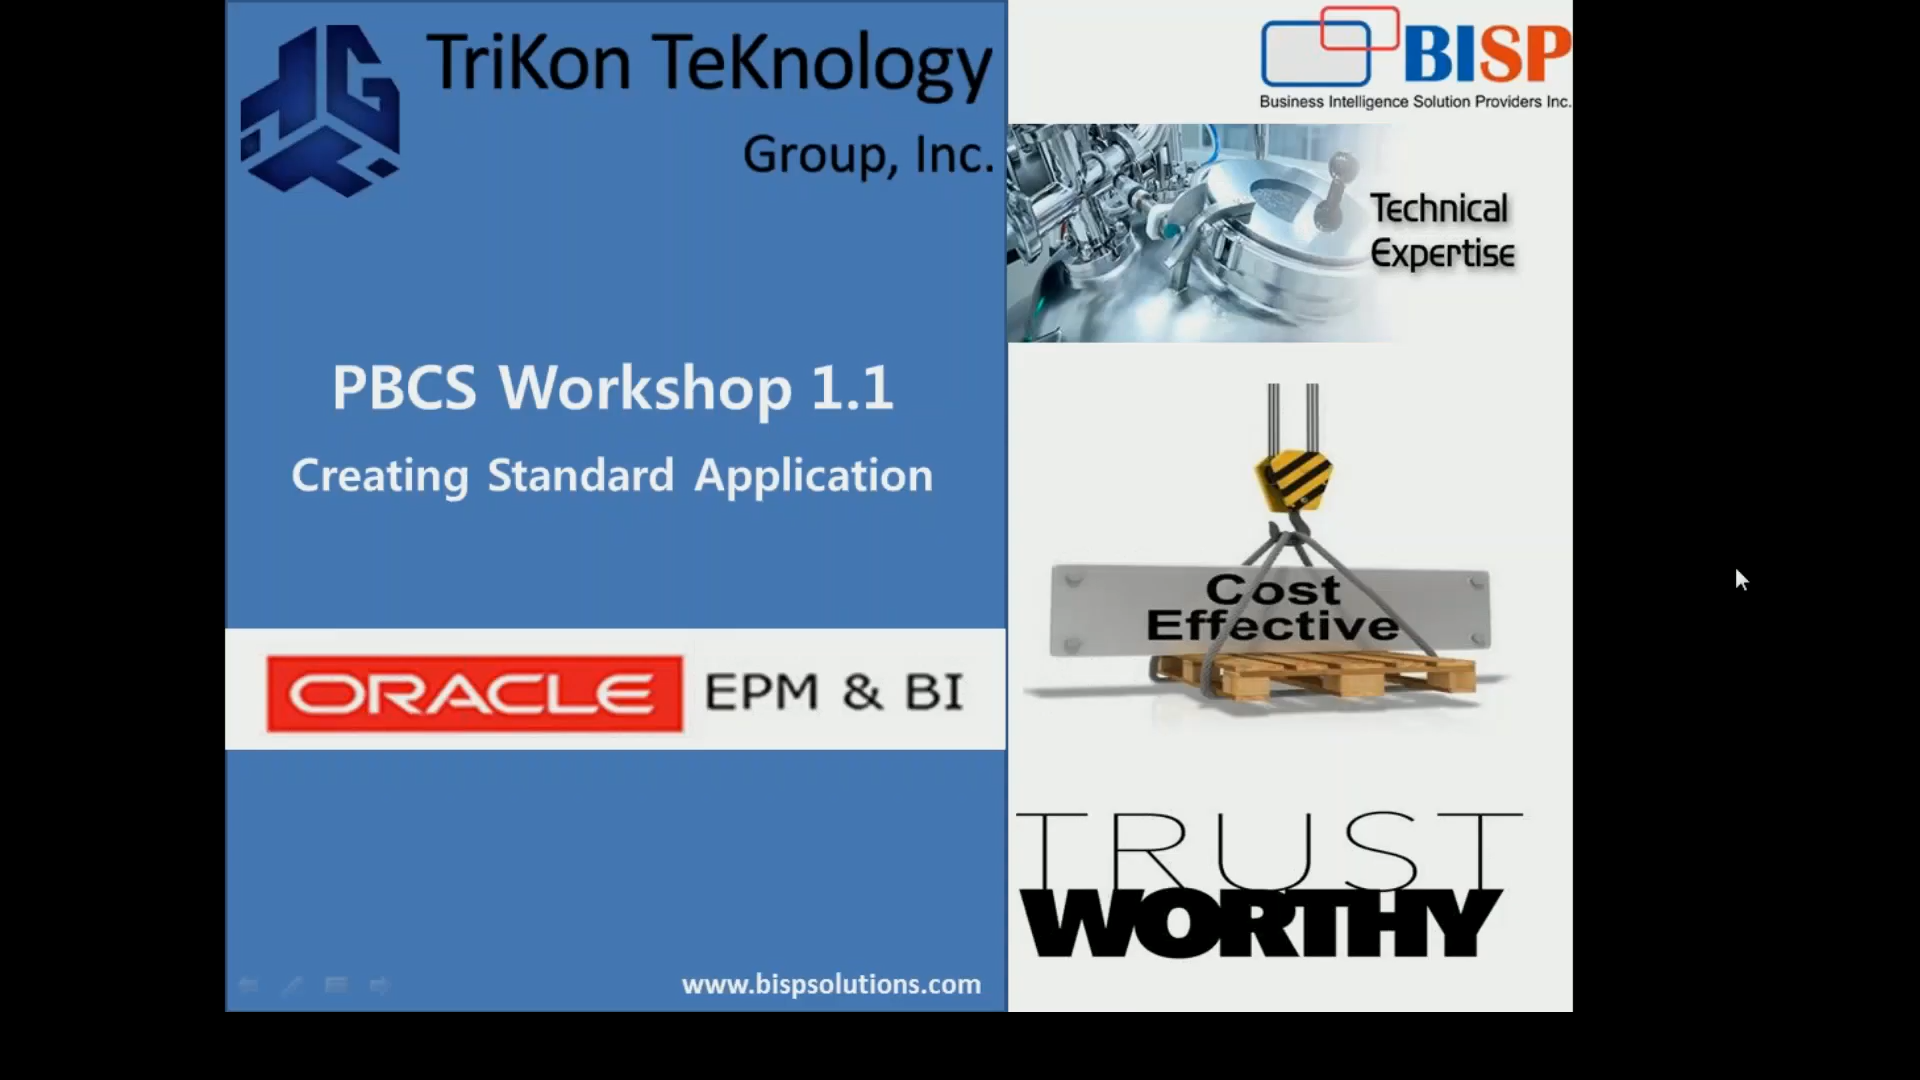 TriKon TeKnology
Group, Inc.
PBCS Workshop 1.1
Creating Standard Application
ORACLE EPM & BI
www.bispsolutions.com
BISP
Business Intelligence Solution Providers Inc.
Technical
Expertise
Cost
Effective
TRUST
WORTHY